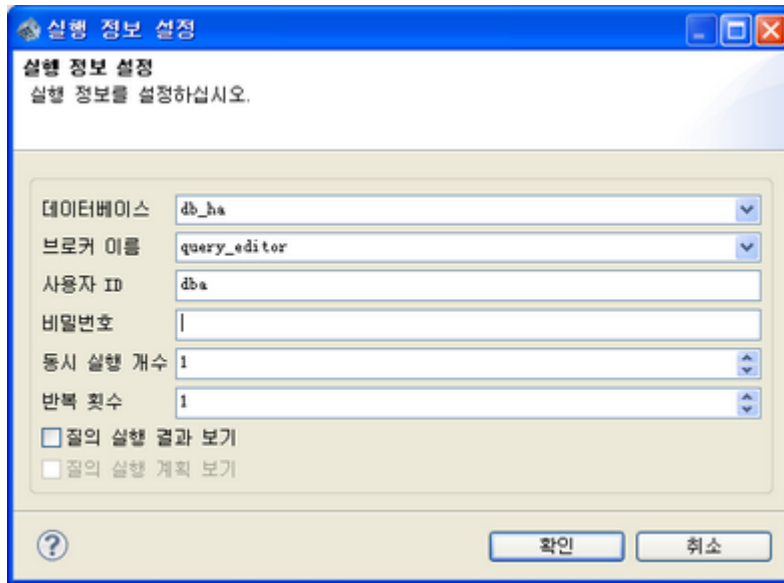 실행 정보 설정
실행 정보 설정
실행 정보를 설정하십시오.
데이터베이스 db_ha
브로커 이름 query_editor
사용자 ID dba
비밀번호
동시 실행 개수 1
반복 횟수 1
질의 실행 결과 보기
질의 실행 계획 보기
확인 취소